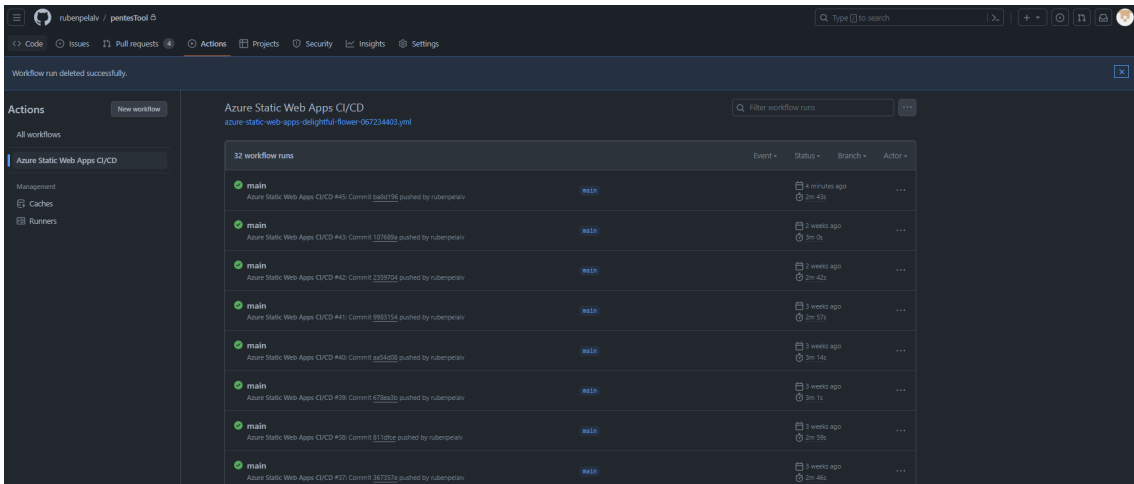 rubenpelalv / pentesTool
Type / to search
<> Code Issues Pull requests 4 Actions Projects Security Insights Settings
Workflow run deleted successfully.
Actions
New workflow
All workflows
Azure Static Web Apps CI/CD
Management
Caches
Runners
Azure Static Web Apps CI/CD
azure-static-web-apps-delightful-flower-067234403.yml
Filter workflow runs
32 workflow runs
Event Status Branch Actor
main
Azure Static Web Apps CI/CD #45: Commit ba8d196 pushed by rubenpelalv
main
4 minutes ago
2m 43s
main
Azure Static Web Apps CI/CD #43: Commit 107689a pushed by rubenpelalv
main
2 weeks ago
3m 0s
main
Azure Static Web Apps CI/CD #42: Commit 2359704 pushed by rubenpelalv
main
2 weeks ago
2m 42s
main
Azure Static Web Apps CI/CD #41: Commit 9983154 pushed by rubenpelalv
main
3 weeks ago
2m 57s
main
Azure Static Web Apps CI/CD #40: Commit aa54d08 pushed by rubenpelalv
main
3 weeks ago
3m 14s
main
Azure Static Web Apps CI/CD #39: Commit 678ea3b pushed by rubenpelalv
main
3 weeks ago
3m 1s
main
Azure Static Web Apps CI/CD #38: Commit 811dfce pushed by rubenpelalv
main
3 weeks ago
2m 59s
main
Azure Static Web Apps CI/CD #37: Commit 367357e pushed by rubenpelalv
main
3 weeks ago
2m 46s